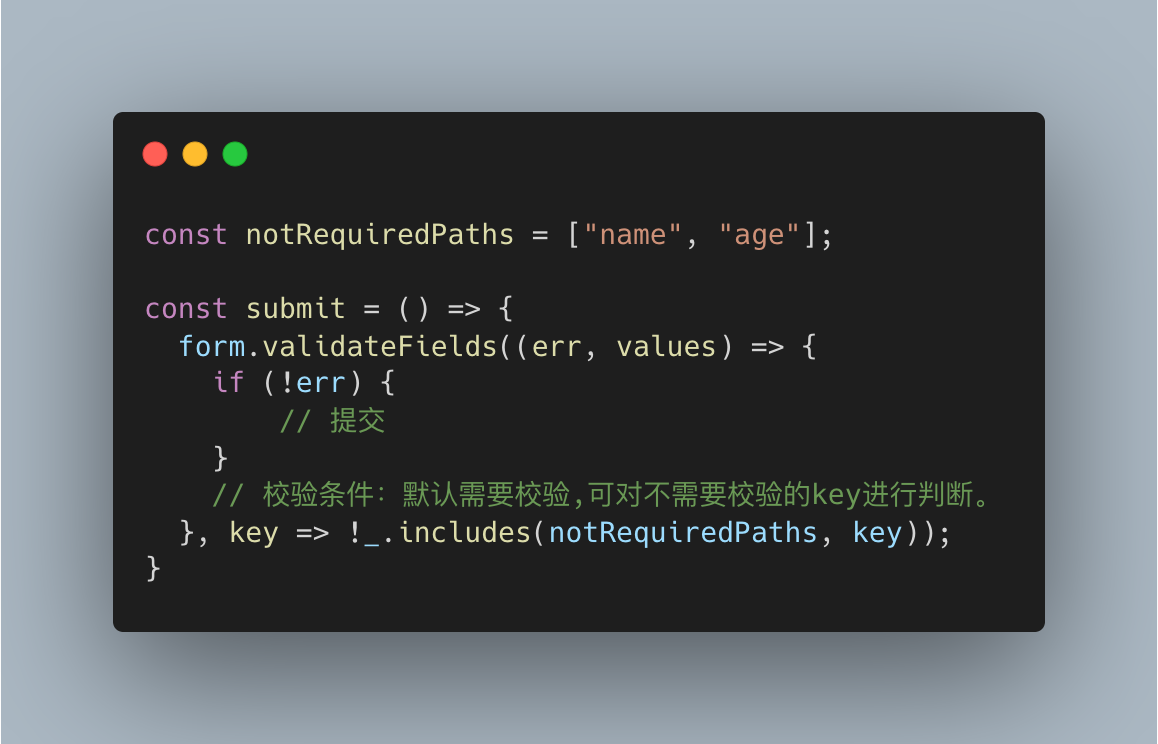 const notRequiredPaths = ["name", "age"];
const submit = () => {
form.validateFields((err, values) => {
if (!err) {
// 提交
}
// 校验条件：默认需要校验,可对不需要校验的key进行判断。
}, key => !_.includes(notRequiredPaths, key));
}